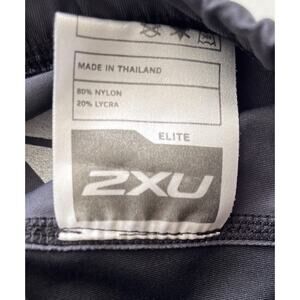 MADE IN THAILAND
80% NYLON
20% LYCRA
ELITE
2XU